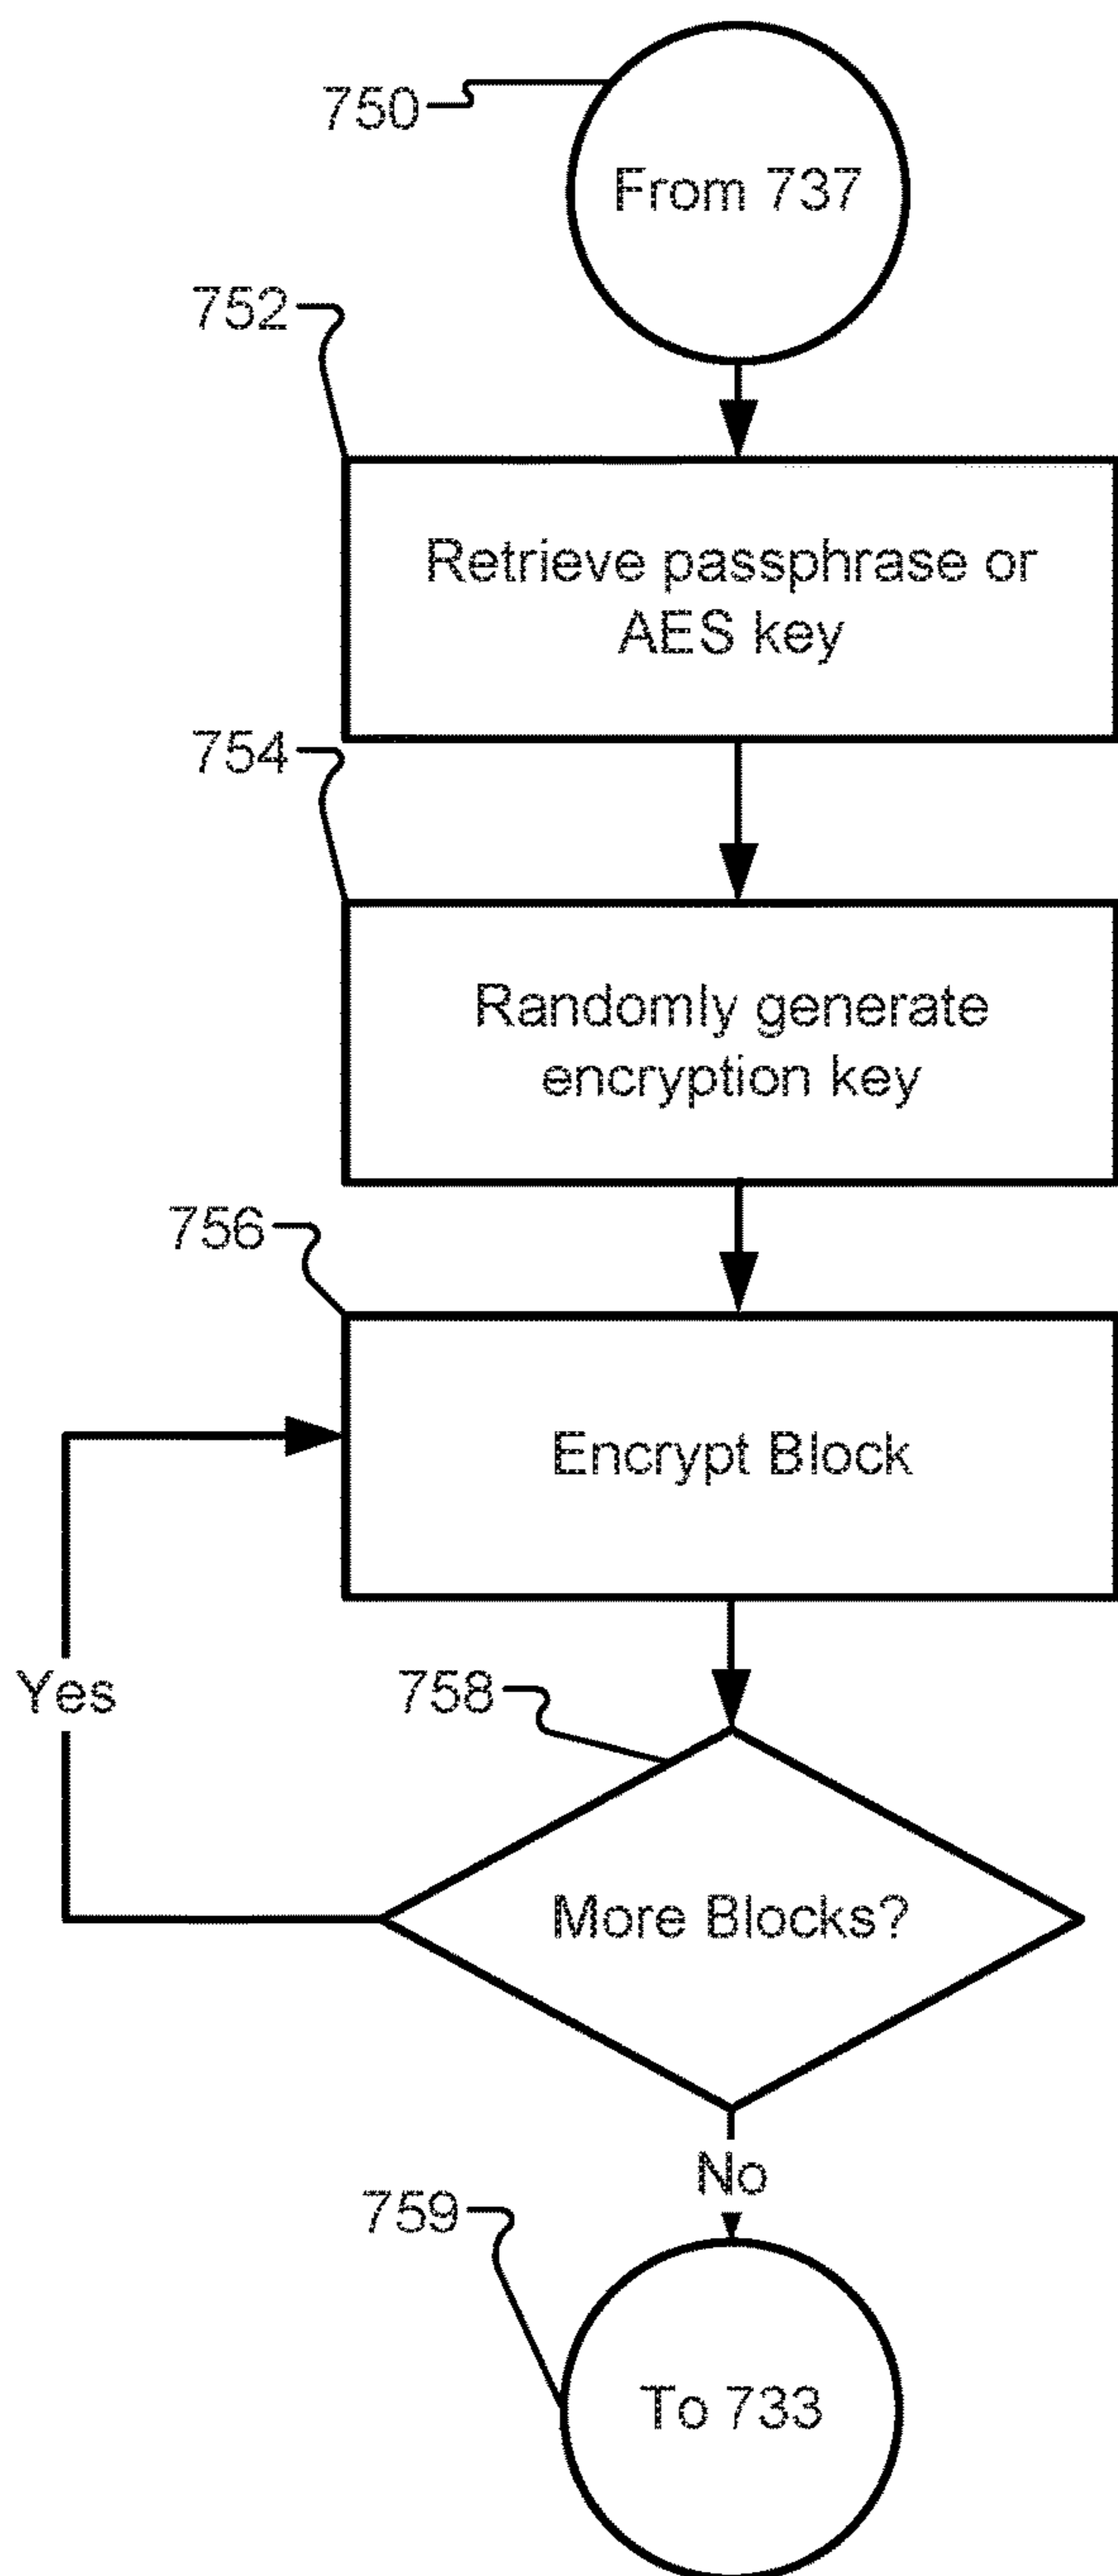 750
From 737
752
Retrieve passphrase or
AES key
754
Randomly generate
encryption key
756
Encrypt Block
Yes
758
More Blocks?
No
759
To 733